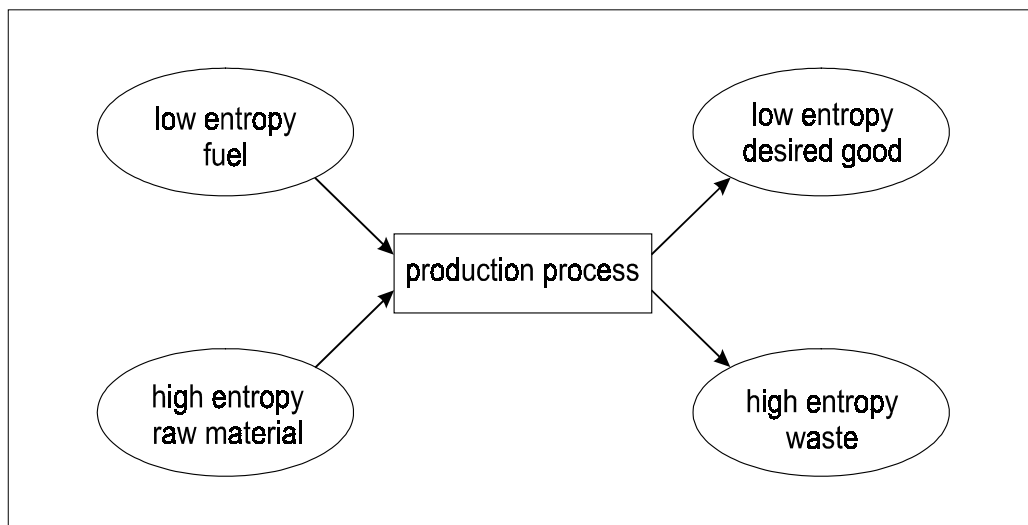 low entropy
fuel
low entropy
desired good
production process
high entropy
raw material
high entropy
waste